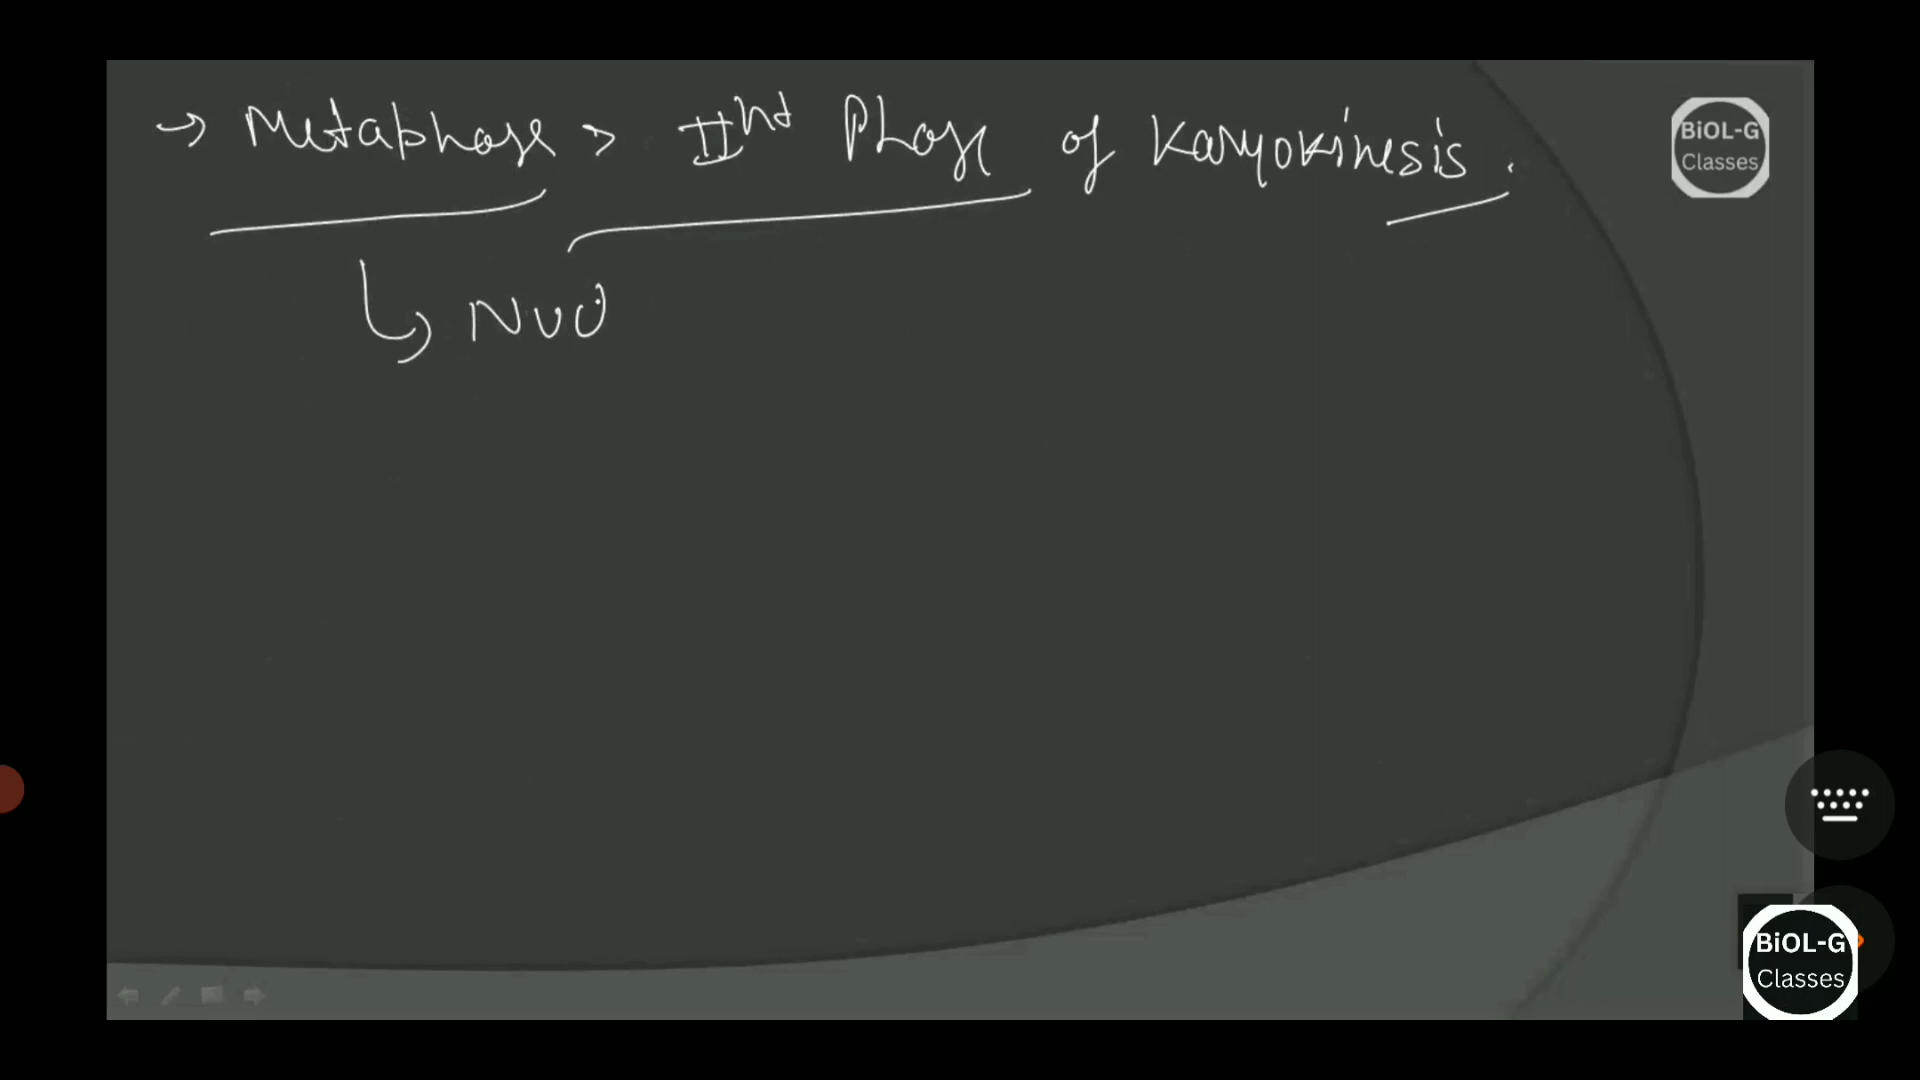 → Metaphase > IInd Phase of Karyokinesis.
BiOL-G
Classes
↳ Nuc
BiOL-G
Classes